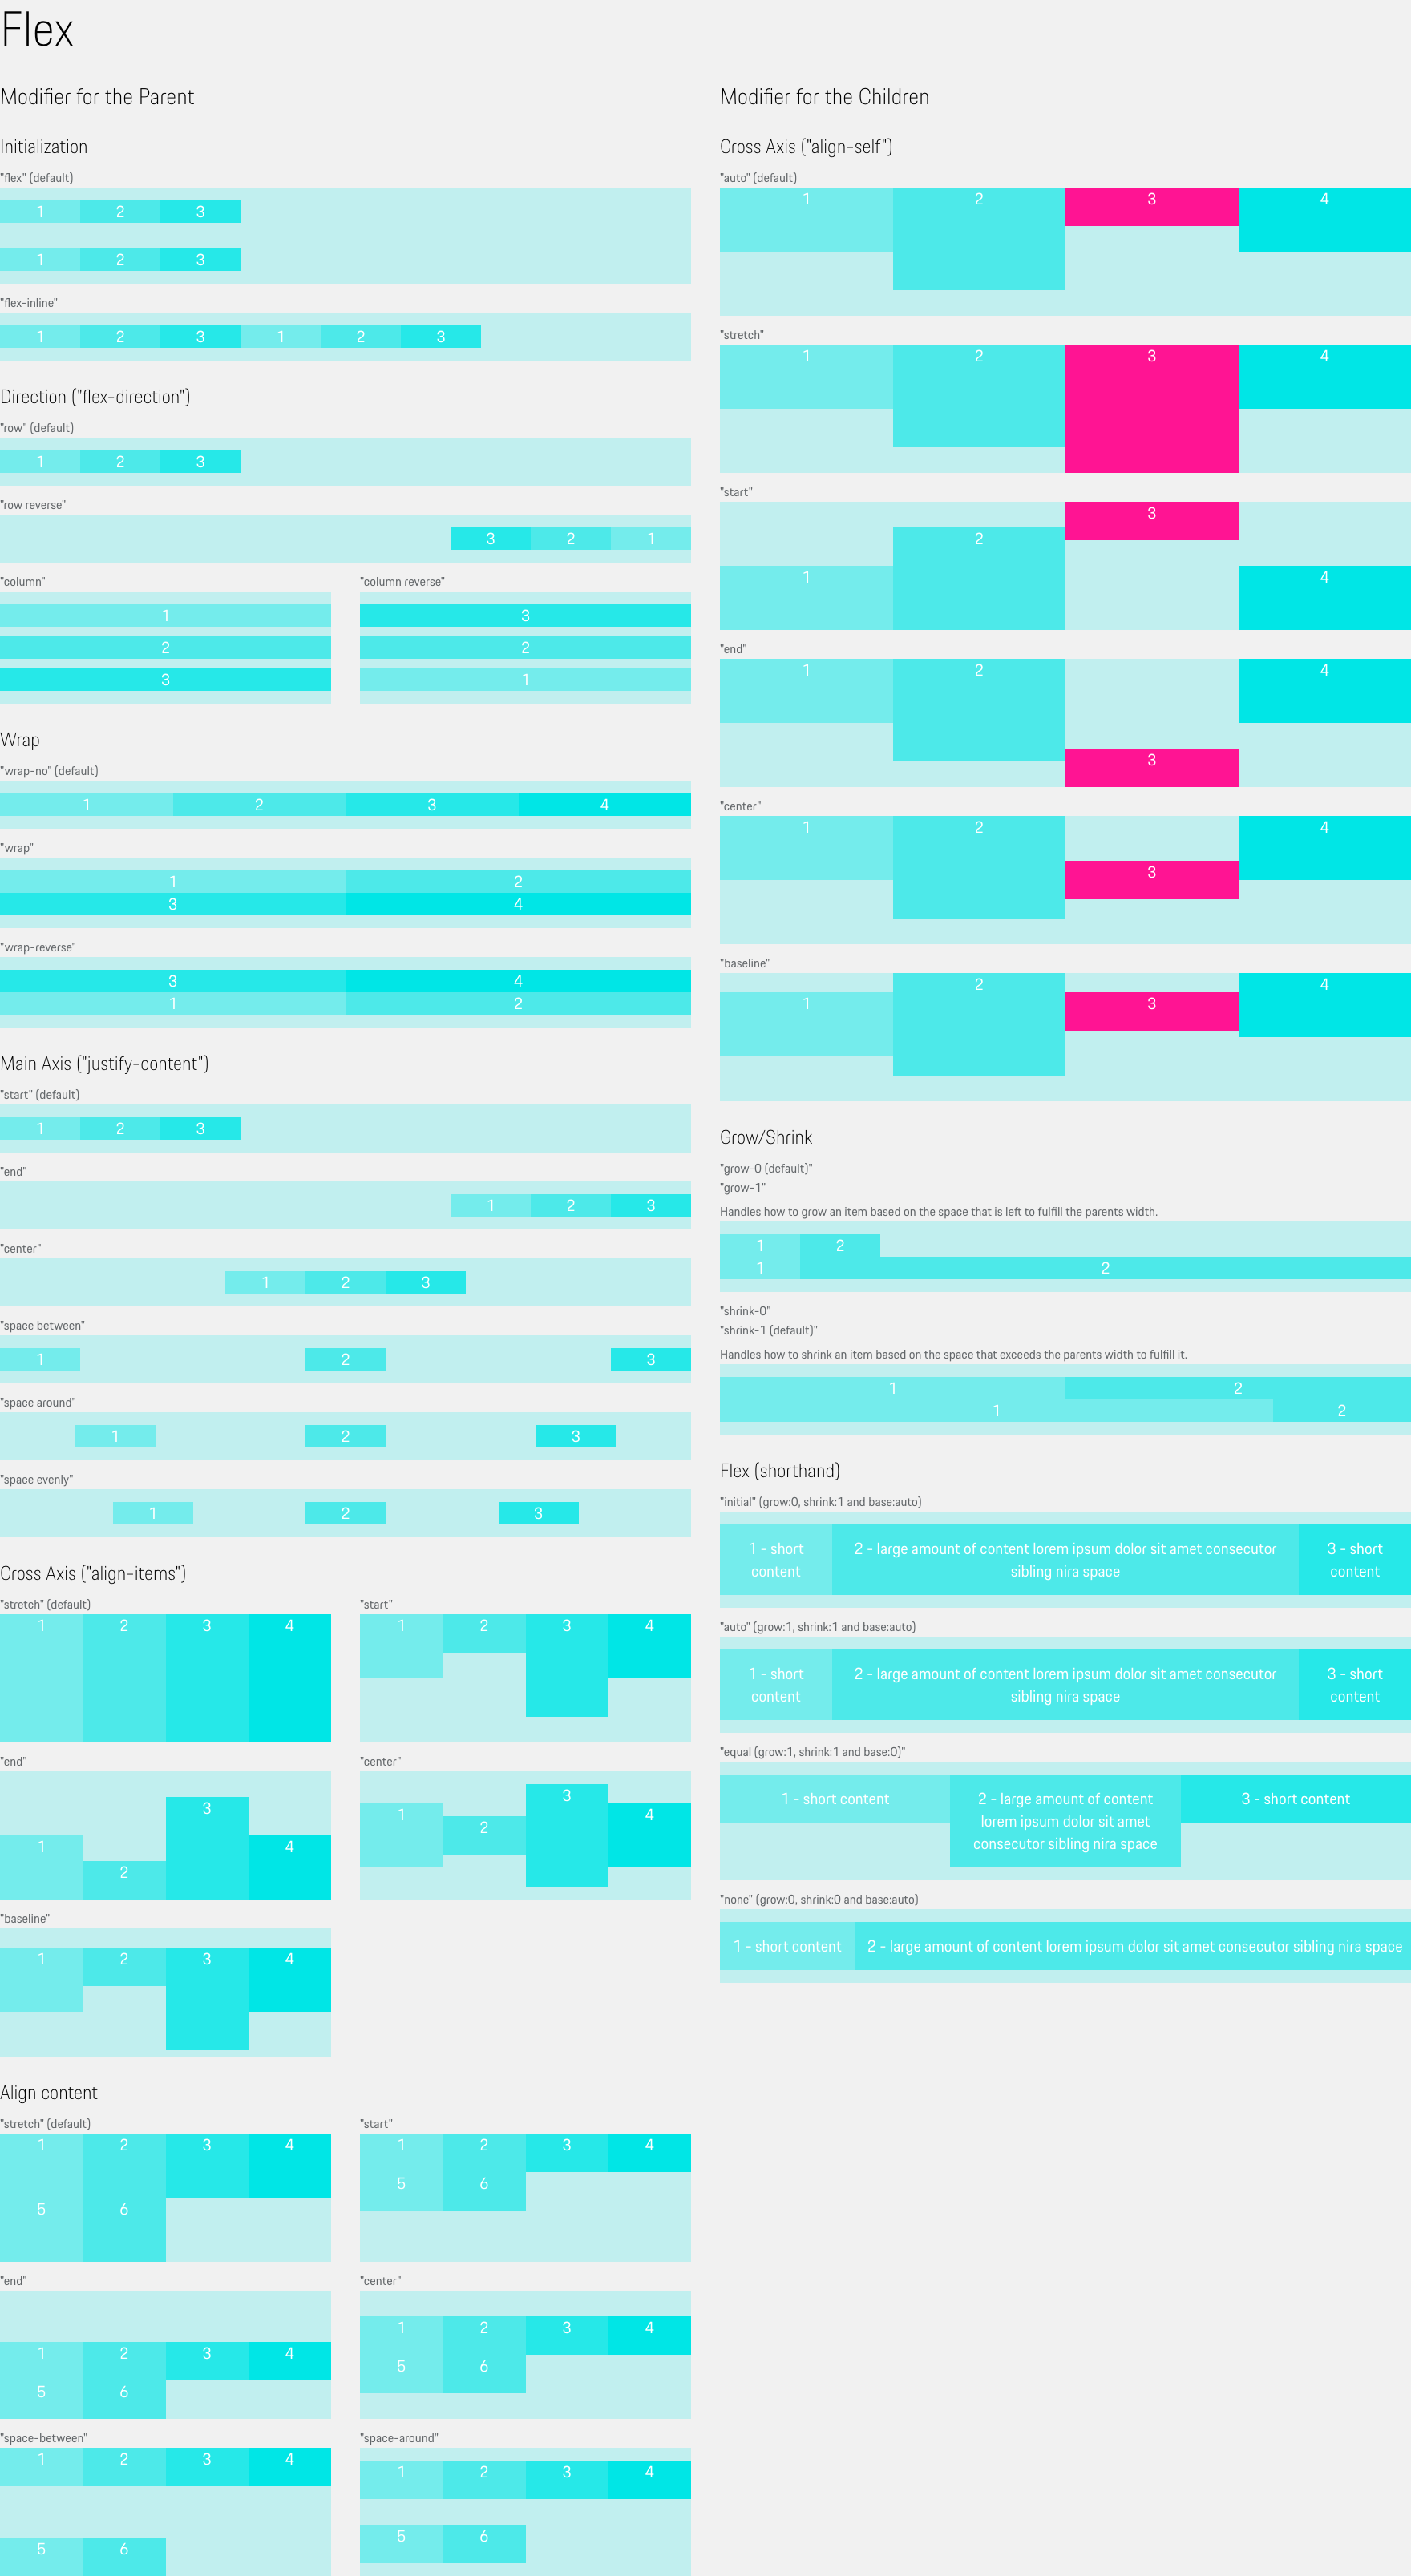 Flex
Modifier for the Parent
Initialization
"flex" (default)
1 2 3
1 2 3
"flex-inline"
1 2 3 1 2 3
Direction ("flex-direction")
"row" (default)
1 2 3
"row reverse"
3 2 1
"column"
1
2
3
"column reverse"
3
2
1
Wrap
"wrap-no" (default)
1 2 3 4
"wrap"
1 2
3 4
"wrap-reverse"
3 4
1 2
Main Axis ("justify-content")
"start" (default)
1 2 3
"end"
1 2 3
"center"
1 2 3
"space between"
1 2 3
"space around"
1 2 3
"space evenly"
1 2 3
Cross Axis ("align-items")
"stretch" (default)
1 2 3 4
"start"
1 2 3 4
"end"
1 2 3 4
"center"
1 2 3 4
"baseline"
1 2 3 4
Align content
"stretch" (default)
1 2 3 4
5 6
"start"
1 2 3 4
5 6
"end"
1 2 3 4
5 6
"center"
1 2 3 4
5 6
"space-between"
1 2 3 4
5 6
"space-around"
1 2 3 4
5 6
Modifier for the Children
Cross Axis ("align-self")
"auto" (default)
1 2 3 4
"stretch"
1 2 3 4
"start"
1 2 3 4
"end"
1 2 3 4
"center"
1 2 3 4
"baseline"
1 2 3 4
Grow/Shrink
"grow-0 (default)"
"grow-1"
Handles how to grow an item based on the space that is left to fulfill the parents width.
1 2
1 2
"shrink-0"
"shrink-1 (default)"
Handles how to shrink an item based on the space that exceeds the parents width to fulfill it.
1 2
1 2
Flex (shorthand)
"initial" (grow:0, shrink:1 and base:auto)
1 - short
content
2 - large amount of content lorem ipsum dolor sit amet consecutor
sibling nira space
3 - short
content
"auto" (grow:1, shrink:1 and base:auto)
1 - short
content
2 - large amount of content lorem ipsum dolor sit amet consecutor
sibling nira space
3 - short
content
"equal (grow:1, shrink:1 and base:0)"
1 - short content
2 - large amount of content
lorem ipsum dolor sit amet
consecutor sibling nira space
3 - short content
"none" (grow:0, shrink:0 and base:auto)
1 - short content
2 - large amount of content lorem ipsum dolor sit amet consecutor sibling nira space